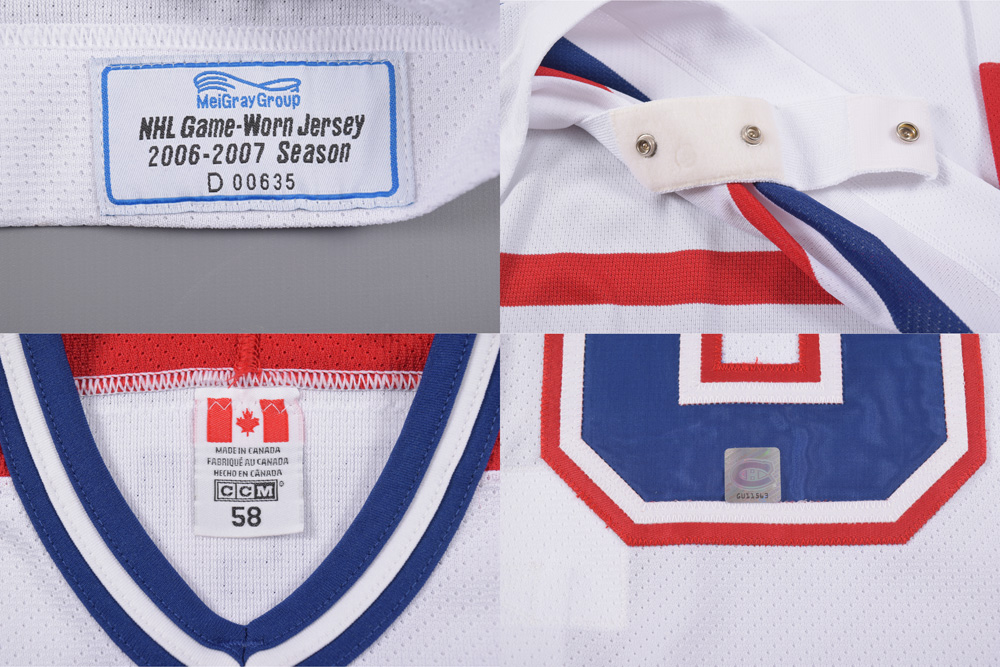 MeiGrayGroup
NHL Game-Worn Jersey
2006-2007 Season
D 00635
MADE IN CANADA
FABRIQUÉ AU CANADA
HECHO EN CANADÁ
CCM
58